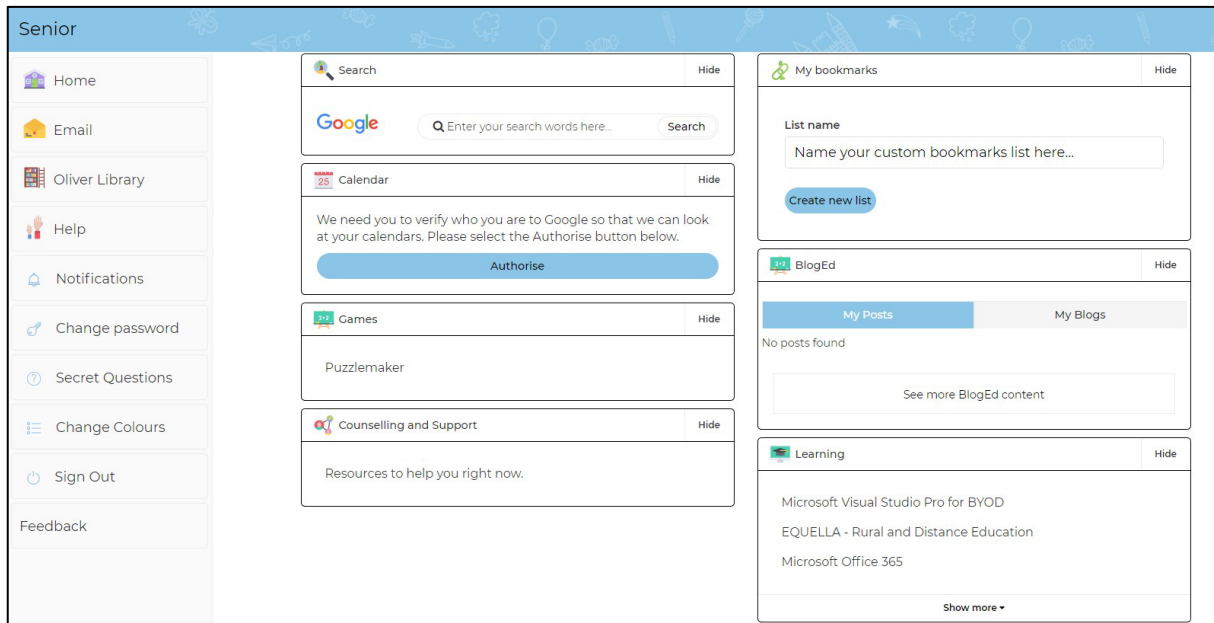 Senior
Home
Email
Oliver Library
Help
Notifications
Change password
Secret Questions
Change Colours
Sign Out
Feedback
Search Hide
Google Enter your search words here... Search
25 Calendar Hide
We need you to verify who you are to Google so that we can look
at your calendars. Please select the Authorise button below.
Authorise
2+2 Games Hide
Puzzlemaker
Counselling and Support Hide
Resources to help you right now.
My bookmarks Hide
List name
Name your custom bookmarks list here...
Create new list
2+2 BlogEd Hide
My Posts My Blogs
No posts found
See more BlogEd content
Learning Hide
Microsoft Visual Studio Pro for BYOD
EQUELLA - Rural and Distance Education
Microsoft Office 365
Show more